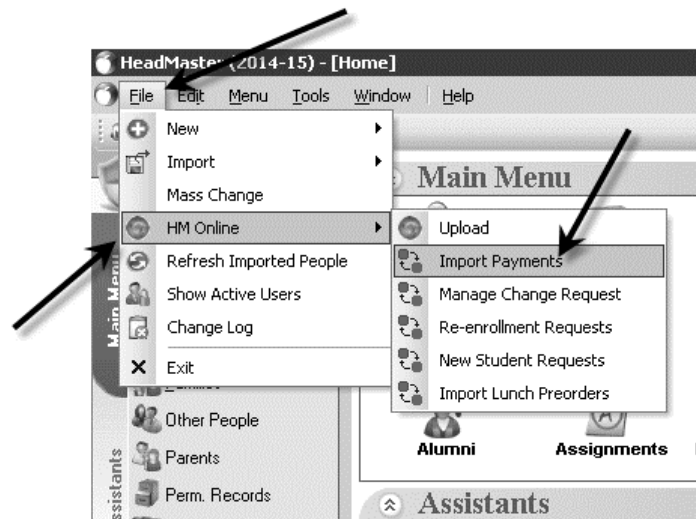 HeadMaster (2014-15) - [Home]
File Edit Menu Tools Window Help
New
Import
Mass Change
HM Online
Refresh Imported People
Show Active Users
Change Log
Exit
Main Menu
Upload
Import Payments
Manage Change Request
Re-enrollment Requests
New Student Requests
Import Lunch Preorders
Main Menu
Other People
Parents
Perm. Records
Alumni
Assignments
Assistants